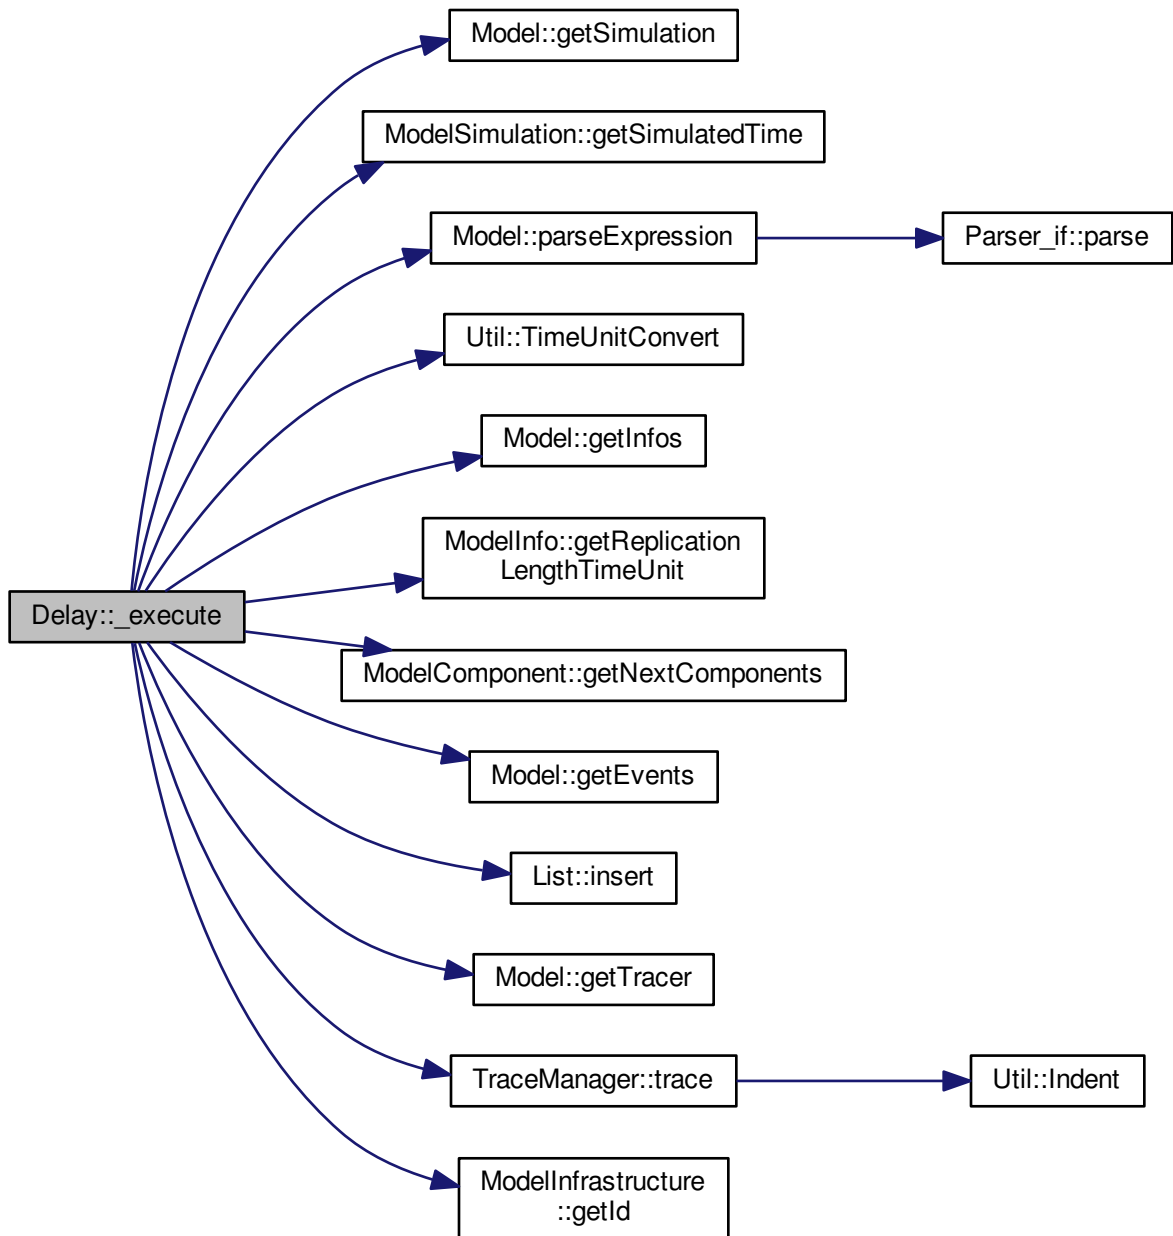 Model::getSimulation
ModelSimulation::getSimulatedTime
Model::parseExpression
Parser_if::parse
Util::TimeUnitConvert
Model::getInfos
ModelInfo::getReplication
LengthTimeUnit
Delay::_execute
ModelComponent::getNextComponents
Model::getEvents
List::insert
Model::getTracer
TraceManager::trace
Util::Indent
ModelInfrastructure
::getId